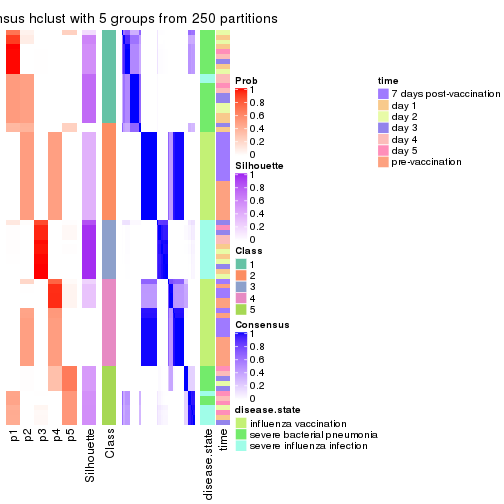 nsus hclust with 5 groups from 250 partitions
Prob
1
0.8
0.6
0.4
0.2
0
Silhouette
1
0.8
0.6
0.4
0.2
0
Class
1
2
3
4
5
Consensus
1
0.8
0.6
0.4
0.2
0
disease.state
influenza vaccination
severe bacterial pneumonia
severe influenza infection
time
7 days post-vaccination
day 1
day 2
day 3
day 4
day 5
pre-vaccination
p1
p2
p3
p4
p5
Silhouette
Class
disease.state
time